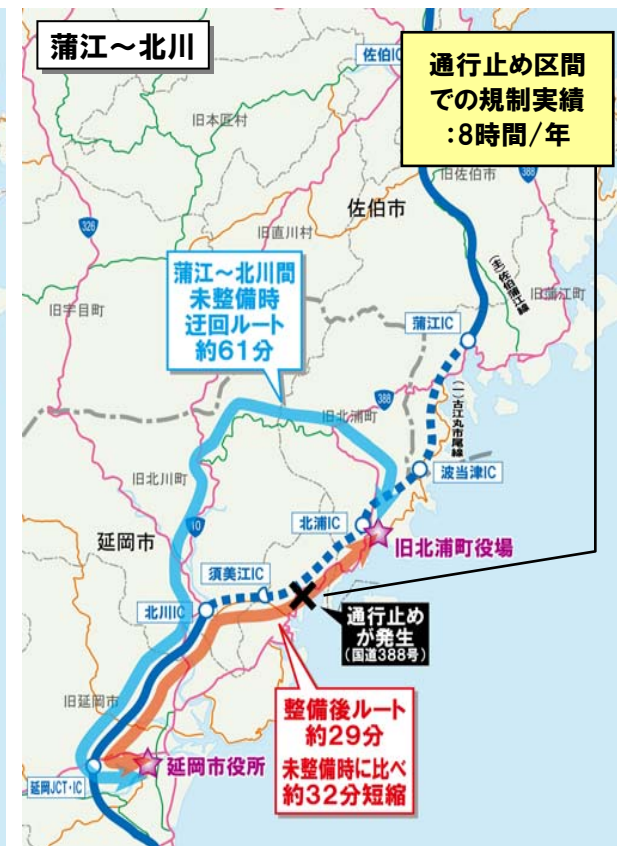 蒲江～北川
佐伯IC
通行止め区間
での規制実績
:8時間/年
旧本匠村
388
旧佐伯市
佐伯市
326
旧直川村
(主)佐伯蒲江線
旧蒲江町
蒲江～北川間
未整備時
迂回ルート
約61分
旧宇目町
蒲江IC
388
旧北浦町
(一)古江丸市尾線
旧北川町
波当津IC
10
北浦IC
延岡市
旧北浦町役場
須美江IC
北川IC
通行止め
が発生
(国道388号)
旧延岡市
整備後ルート
約29分
未整備時に比べ
約32分短縮
延岡市役所
延岡JCT・IC